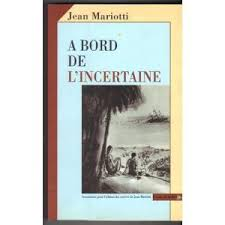 Jean Mariotti
A BORD
DE
L'INCERTAINE